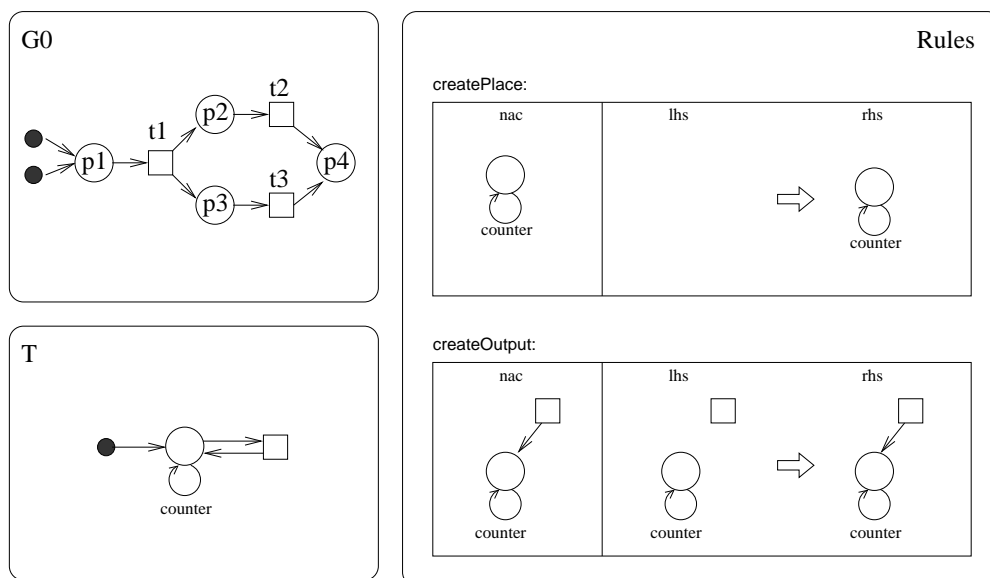 G0
t2
p2
t1
p1
p4
t3
p3
T
counter
Rules
createPlace:
nac lhs rhs
counter
counter
createOutput:
nac lhs rhs
counter counter counter